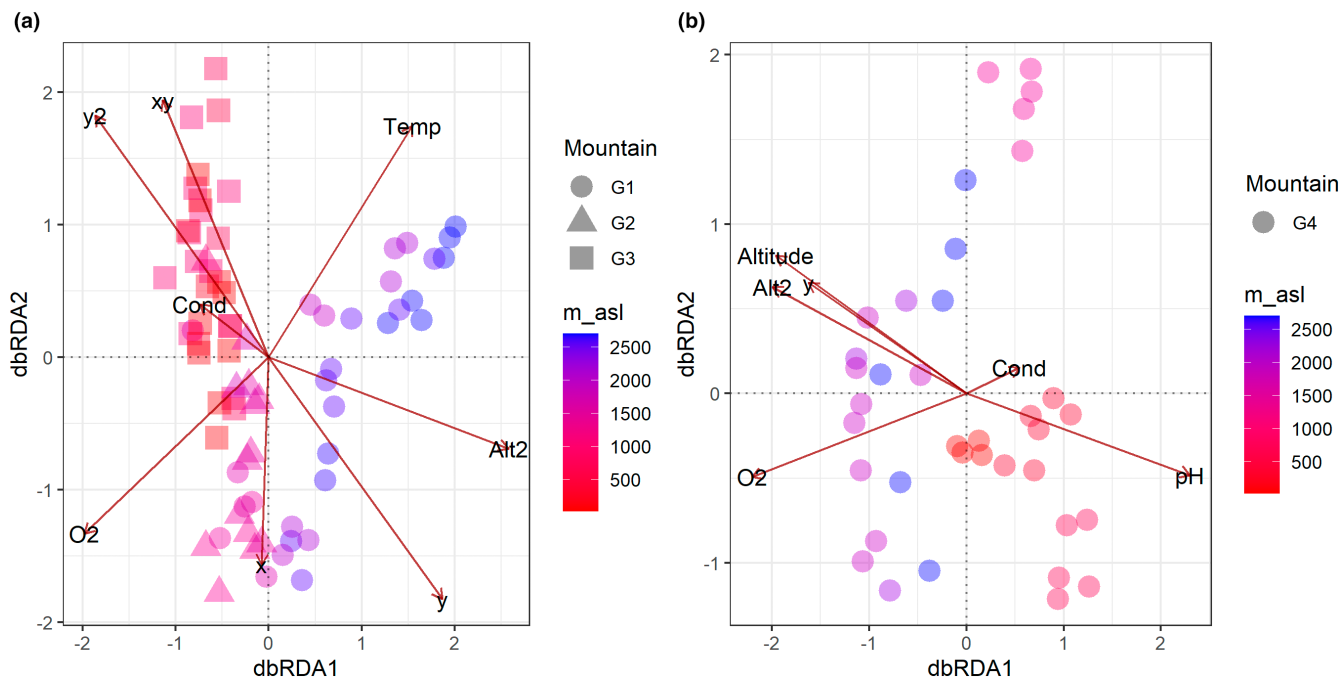 (a)
2
1
0
-1
-2
dbRDA2
-2
-1
0
1
2
dbRDA1
xy
y2
Temp
Cond
Alt2
O2
x
y
Mountain
G1
G2
G3
m_asl
2500
2000
1500
1000
500
(b)
2
1
0
-1
dbRDA2
-2
-1
0
1
2
dbRDA1
Altitude
Alt2
y
Cond
O2
pH
Mountain
G4
m_asl
2500
2000
1500
1000
500